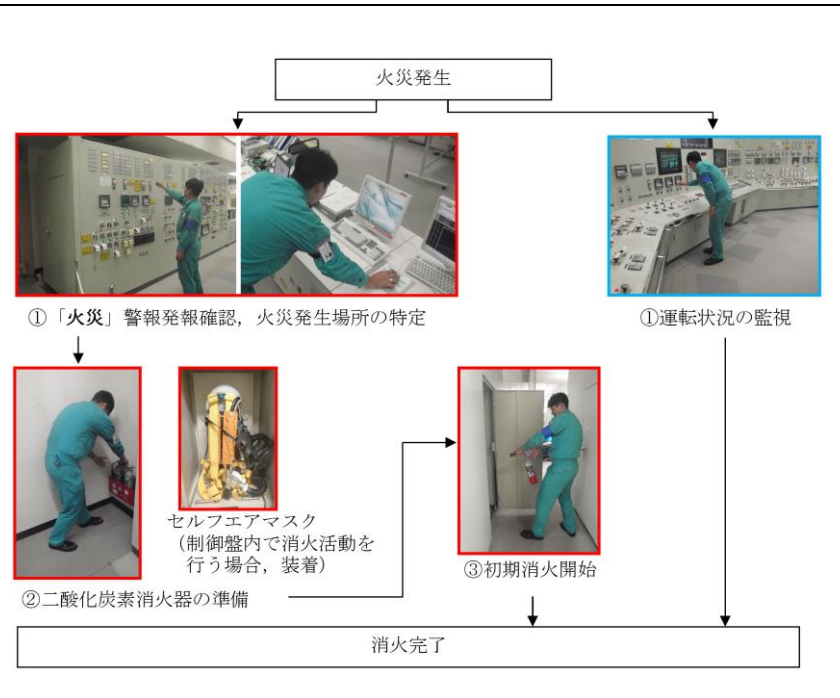 火災発生
①「火災」警報発報確認，火災発生場所の特定
①運転状況の監視
セルフエアマスク
（制御盤内で消火活動を
行う場合，装着）
②二酸化炭素消火器の準備
③初期消火開始
消火完了